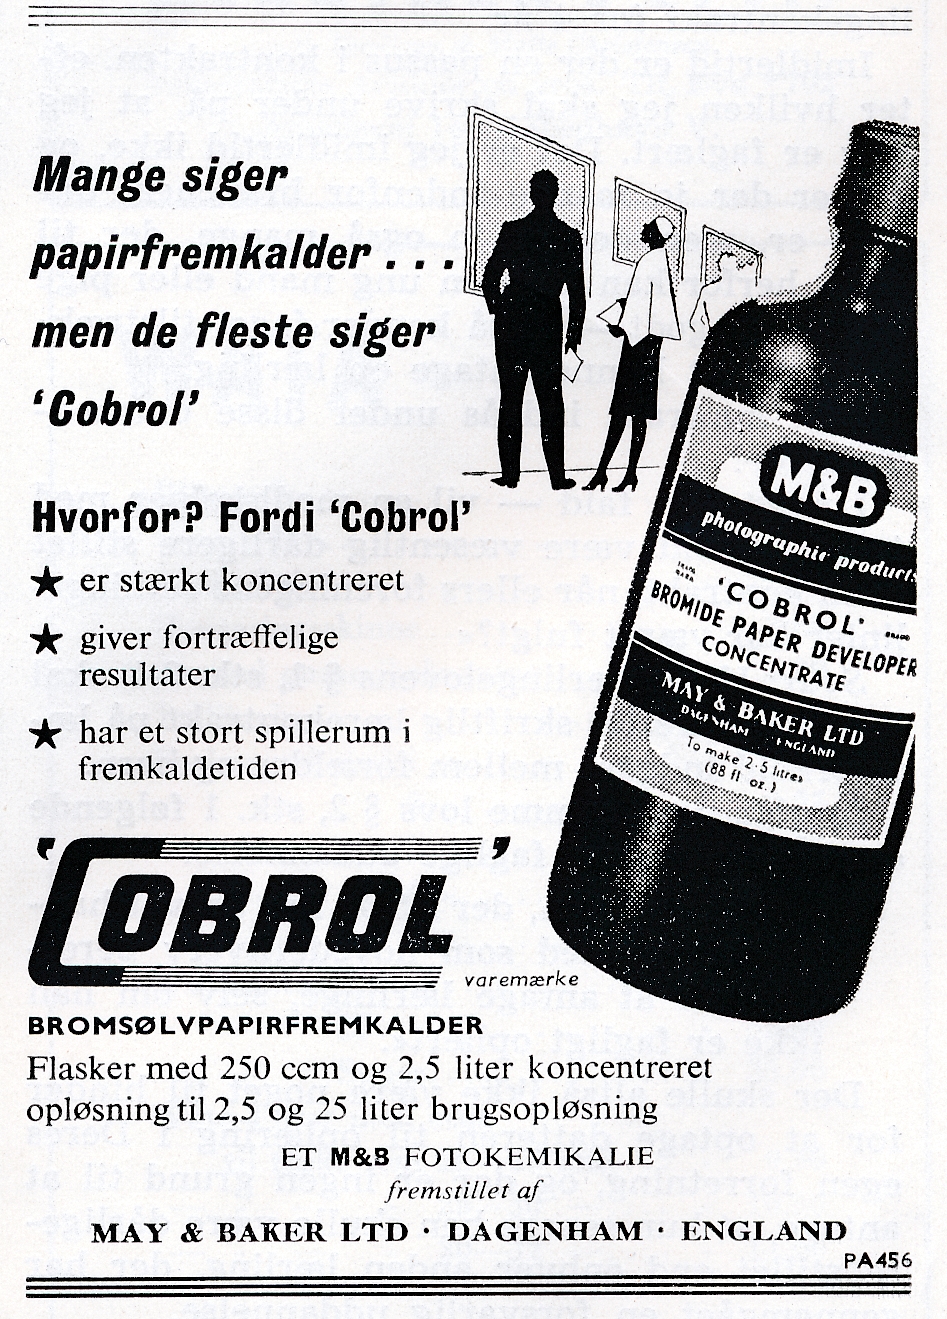 Mange siger
papirfremkalder . . .
men de fleste siger
‘Cobrol’
Hvorfor? Fordi ‘Cobrol’
★ er stærkt koncentreret
★ giver fortræffelige
resultater
★ har et stort spillerum i
fremkaldetiden
M&B
photographic products
TRADE
MARK
‘COBROL’
BROMIDE PAPER DEVELOPER
CONCENTRATE
MAY & BAKER LTD
DAGENHAM ENGLAND
To make 2·5 litres
(88 fl oz.)
‘COBROL’
varemærke
BROMSØLVPAPIRFREMKALDER
Flasker med 250 ccm og 2,5 liter koncentreret
opløsning til 2,5 og 25 liter brugsopløsning
ET M&B FOTOKEMIKALIE
fremstillet af
MAY & BAKER LTD · DAGENHAM · ENGLAND
PA456